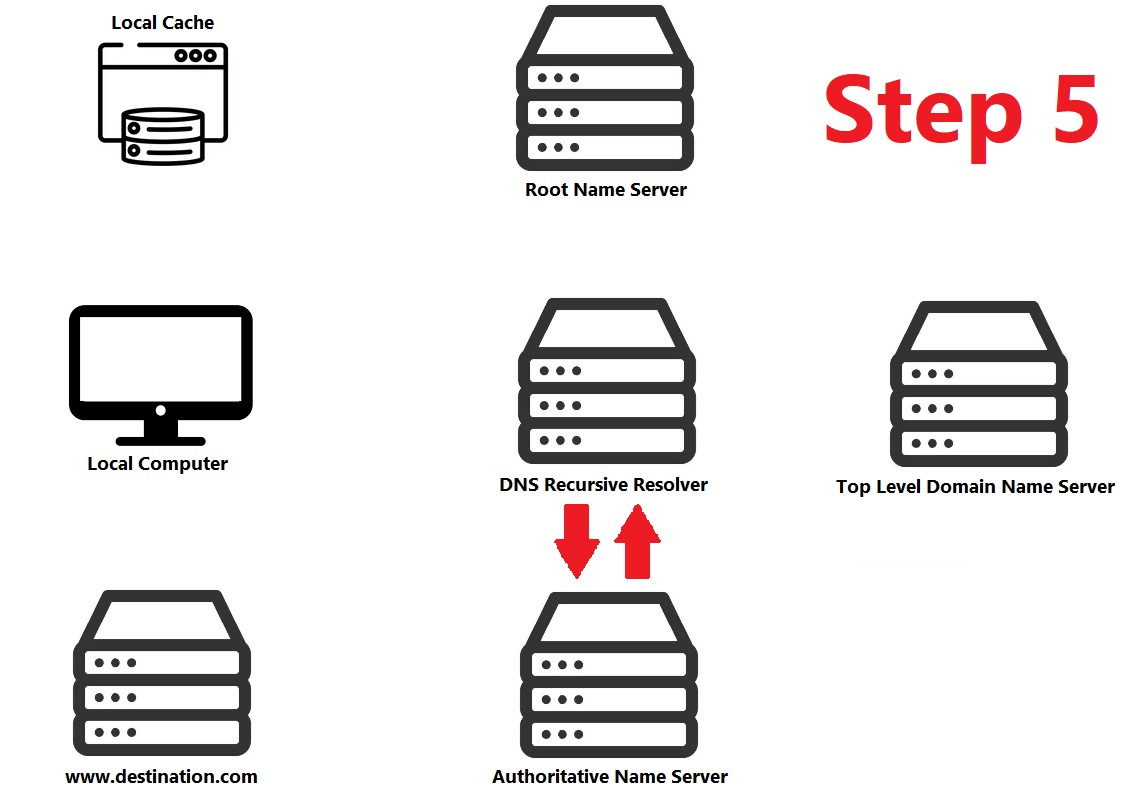 Local Cache
Step 5
Root Name Server
Local Computer
DNS Recursive Resolver
Top Level Domain Name Server
www.destination.com
Authoritative Name Server